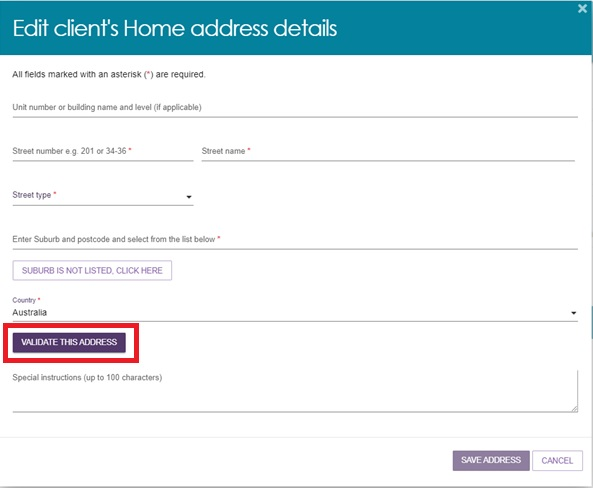 Edit client's Home address details
All fields marked with an asterisk (*) are required.
Unit number or building name and level (if applicable)
Street number e.g. 201 or 34-36 * Street name *
Street type *
Enter Suburb and postcode and select from the list below *
SUBURB IS NOT LISTED, CLICK HERE
Country *
Australia
VALIDATE THIS ADDRESS
Special instructions (up to 100 characters)
SAVE ADDRESS CANCEL